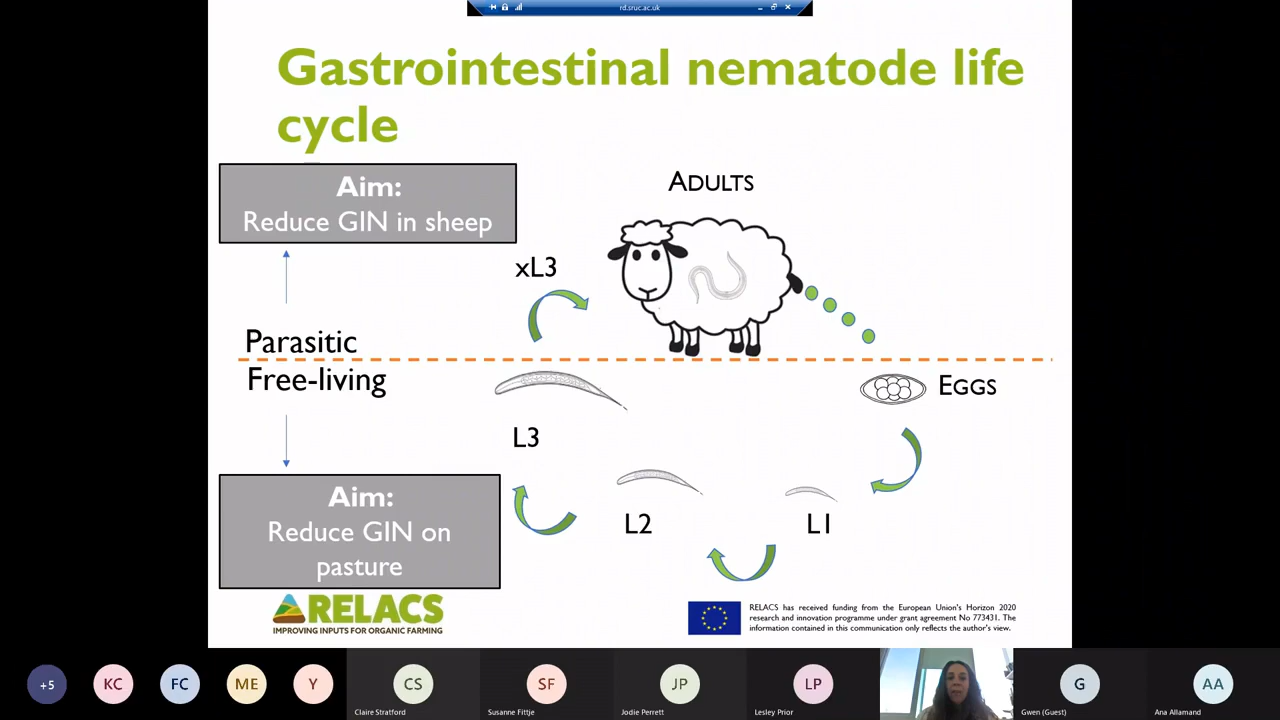 rd.sruc.ac.uk
Gastrointestinal nematode life
cycle
Aim:
Reduce GIN in sheep
ADULTS
xL3
Parasitic
Free-living
EGGS
L3
L2
L1
Aim:
Reduce GIN on
pasture
RELACS
IMPROVING INPUTS FOR ORGANIC FARMING
RELACS has received funding from the European Union's Horizon 2020
research and innovation programme under grant agreement No 773431. The
information contained in this communication only reflects the author's view.
+5
KC
FC
ME
Y
CS
SF
JP
LP
G
AA
Claire Stratford
Susanne Fittje
Jodie Perrett
Lesley Prior
Gwen (Guest)
Ana Allamand